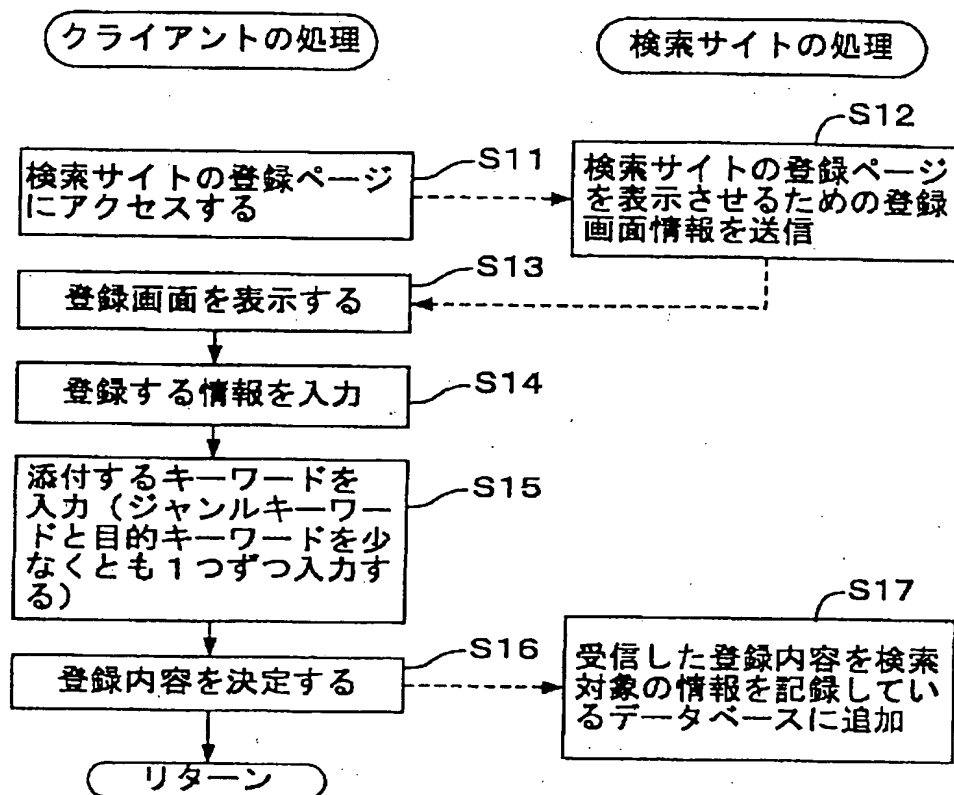 クライアントの処理
検索サイトの処理
S11
S12
検索サイトの登録ページ
にアクセスする
検索サイトの登録ページ
を表示させるための登録
画面情報を送信
S13
登録画面を表示する
S14
登録する情報を入力
S15
添付するキーワードを
入力（ジャンルキーワー
ドと目的キーワードを少
なくとも１つずつ入力す
る）
S16
登録内容を決定する
S17
受信した登録内容を検索
対象の情報を記録してい
るデータベースに追加
リターン